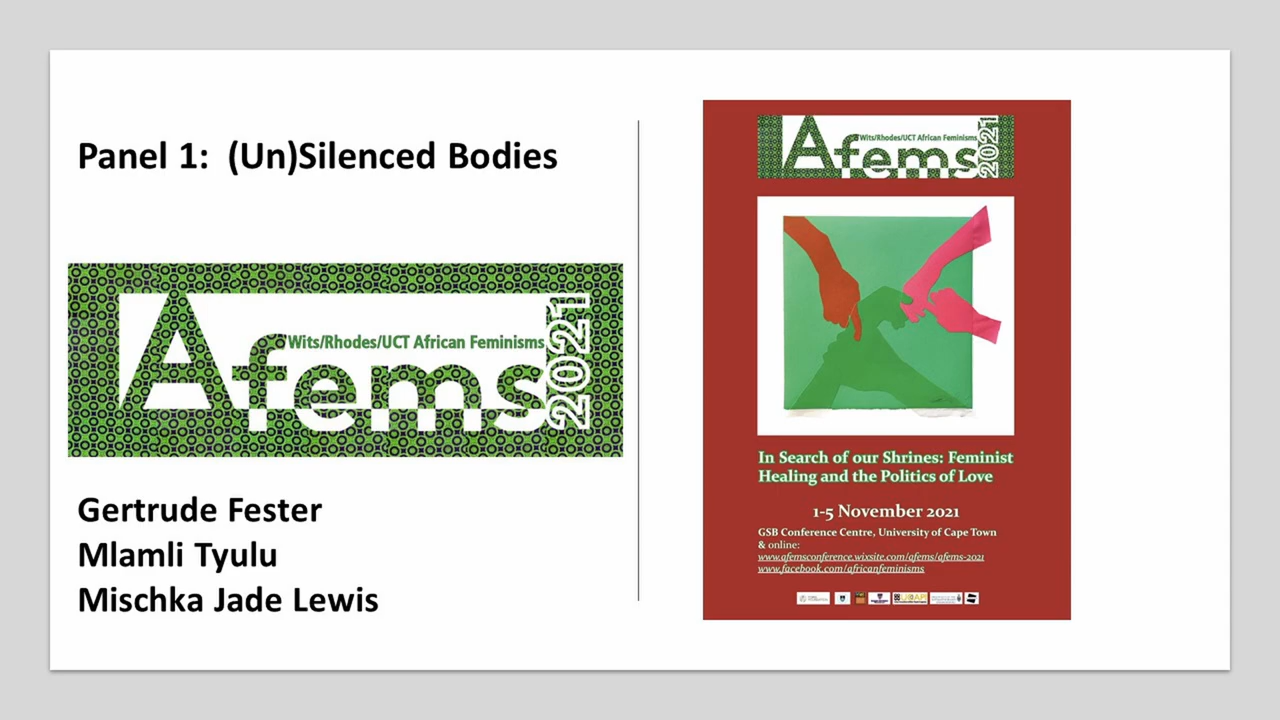 Panel 1: (Un)Silenced Bodies
Wits/Rhodes/UCT African Feminisms
Afems
2021
Gertrude Fester
Mlamli Tyulu
Mischka Jade Lewis
Wits/Rhodes/UCT African Feminisms
Afems
2021
In Search of our Shrines: Feminist
Healing and the Politics of Love
1-5 November 2021
GSB Conference Centre, University of Cape Town
& online:
www.afemsconference.wixsite.com/afems/afems-2021
www.facebook.com/africanfeminisms